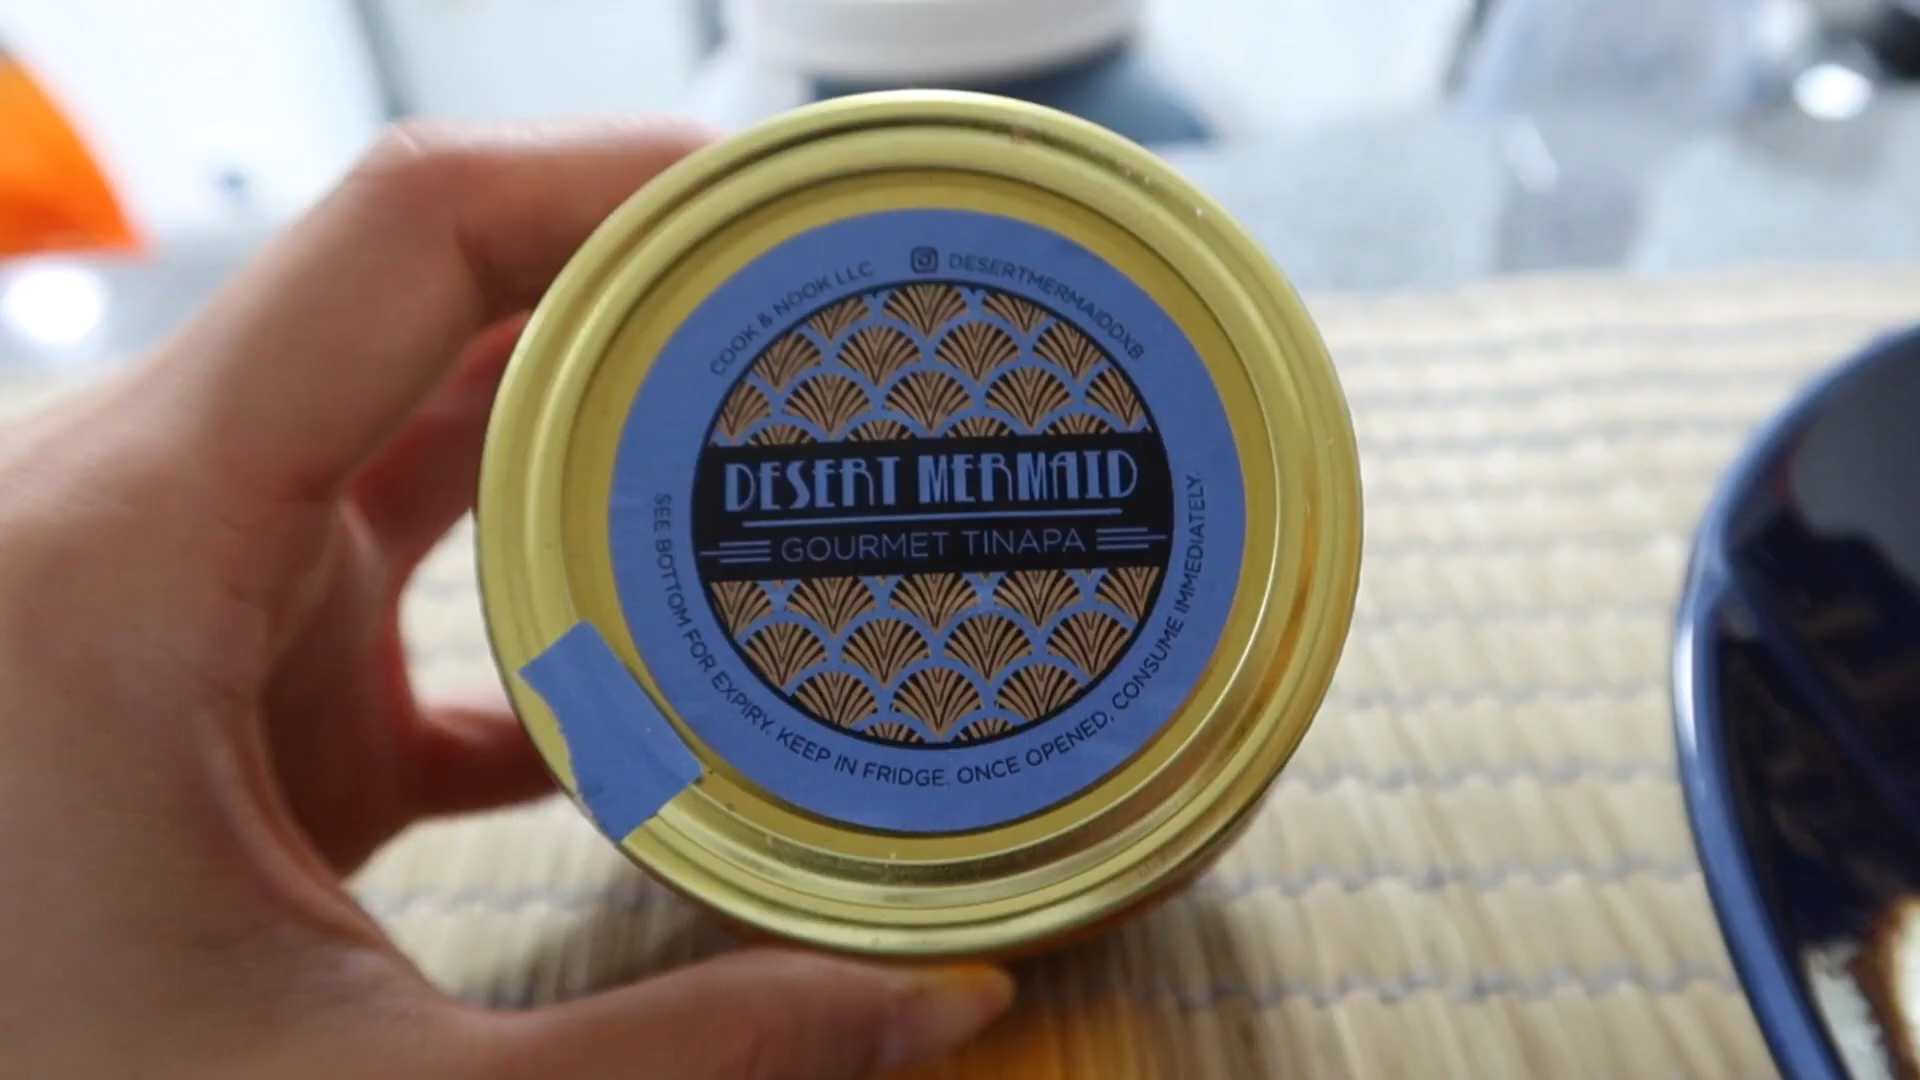 COOK & NOOK LLC
DESERTMERMAIDDXB
DESERT MERMAID
GOURMET TINAPA
SEE BOTTOM FOR EXPIRY. KEEP IN FRIDGE. ONCE OPENED, CONSUME IMMEDIATELY.